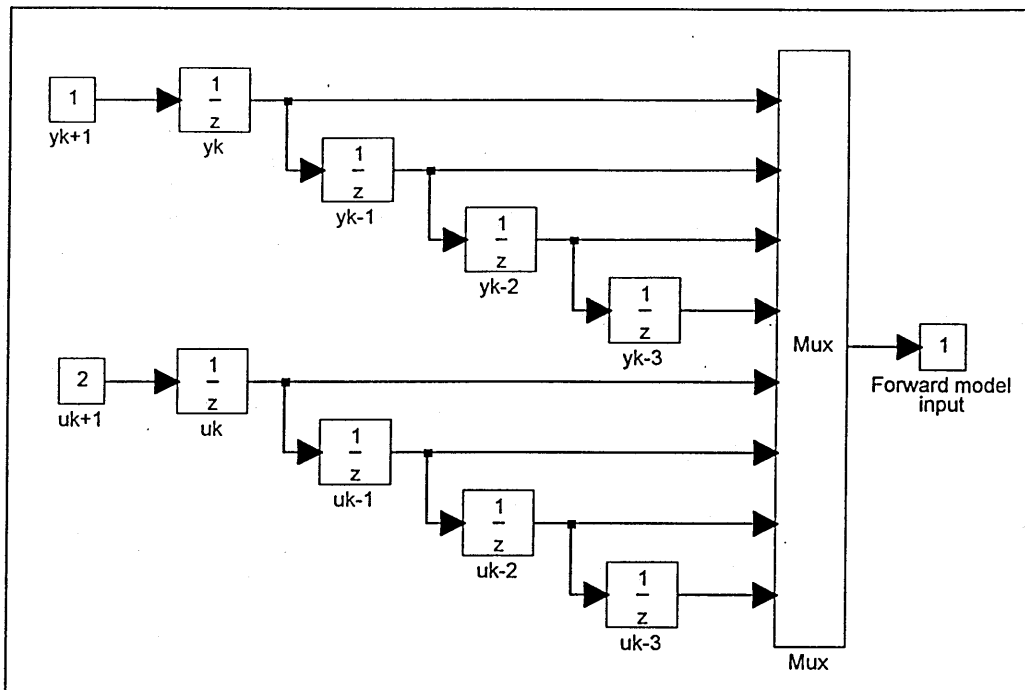 1
yk+1
1
z
yk
1
z
yk-1
1
z
yk-2
1
z
yk-3
2
uk+1
1
z
uk
1
z
uk-1
1
z
uk-2
1
z
uk-3
Mux
Mux
1
Forward model
input